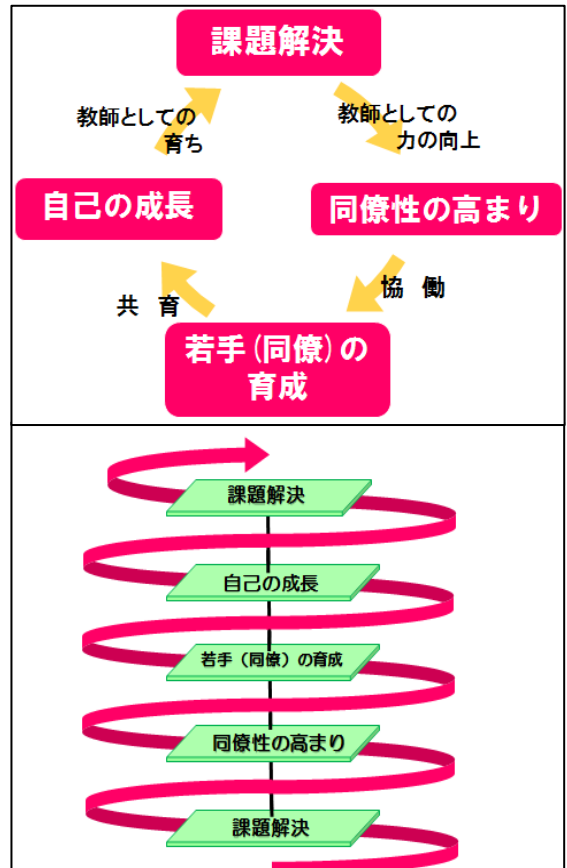 課題解決
教師としての
育ち
教師としての
力の向上
自己の成長
同僚性の高まり
共 育
協 働
若手(同僚)の
育成
課題解決
自己の成長
若手（同僚）の育成
同僚性の高まり
課題解決